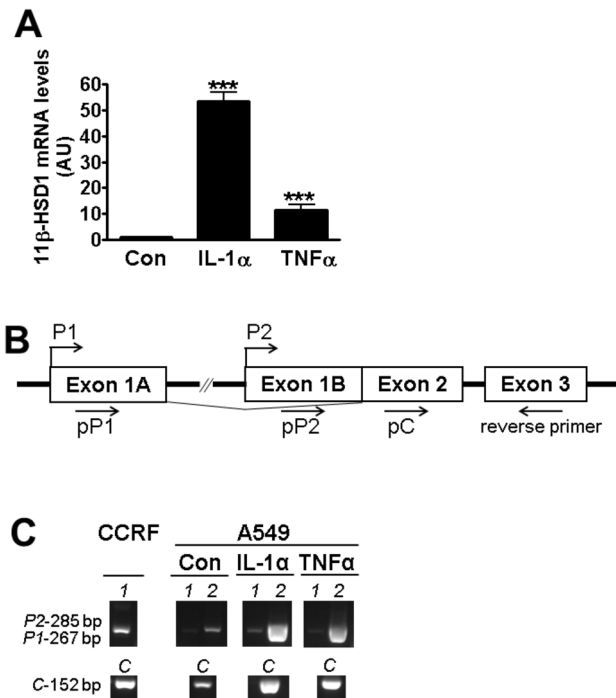 A
11β-HSD1 mRNA levels
(AU)
60
50
40
30
20
10
0
***
***
Con IL-1α TNFα
B
P1 P2
Exon 1A Exon 1B Exon 2 Exon 3
pP1 pP2 pC reverse primer
C
CCRF A549
Con IL-1α TNFα
1 1 2 1 2 1 2
P2-285 bp
P1-267 bp
C C C C
C-152 bp